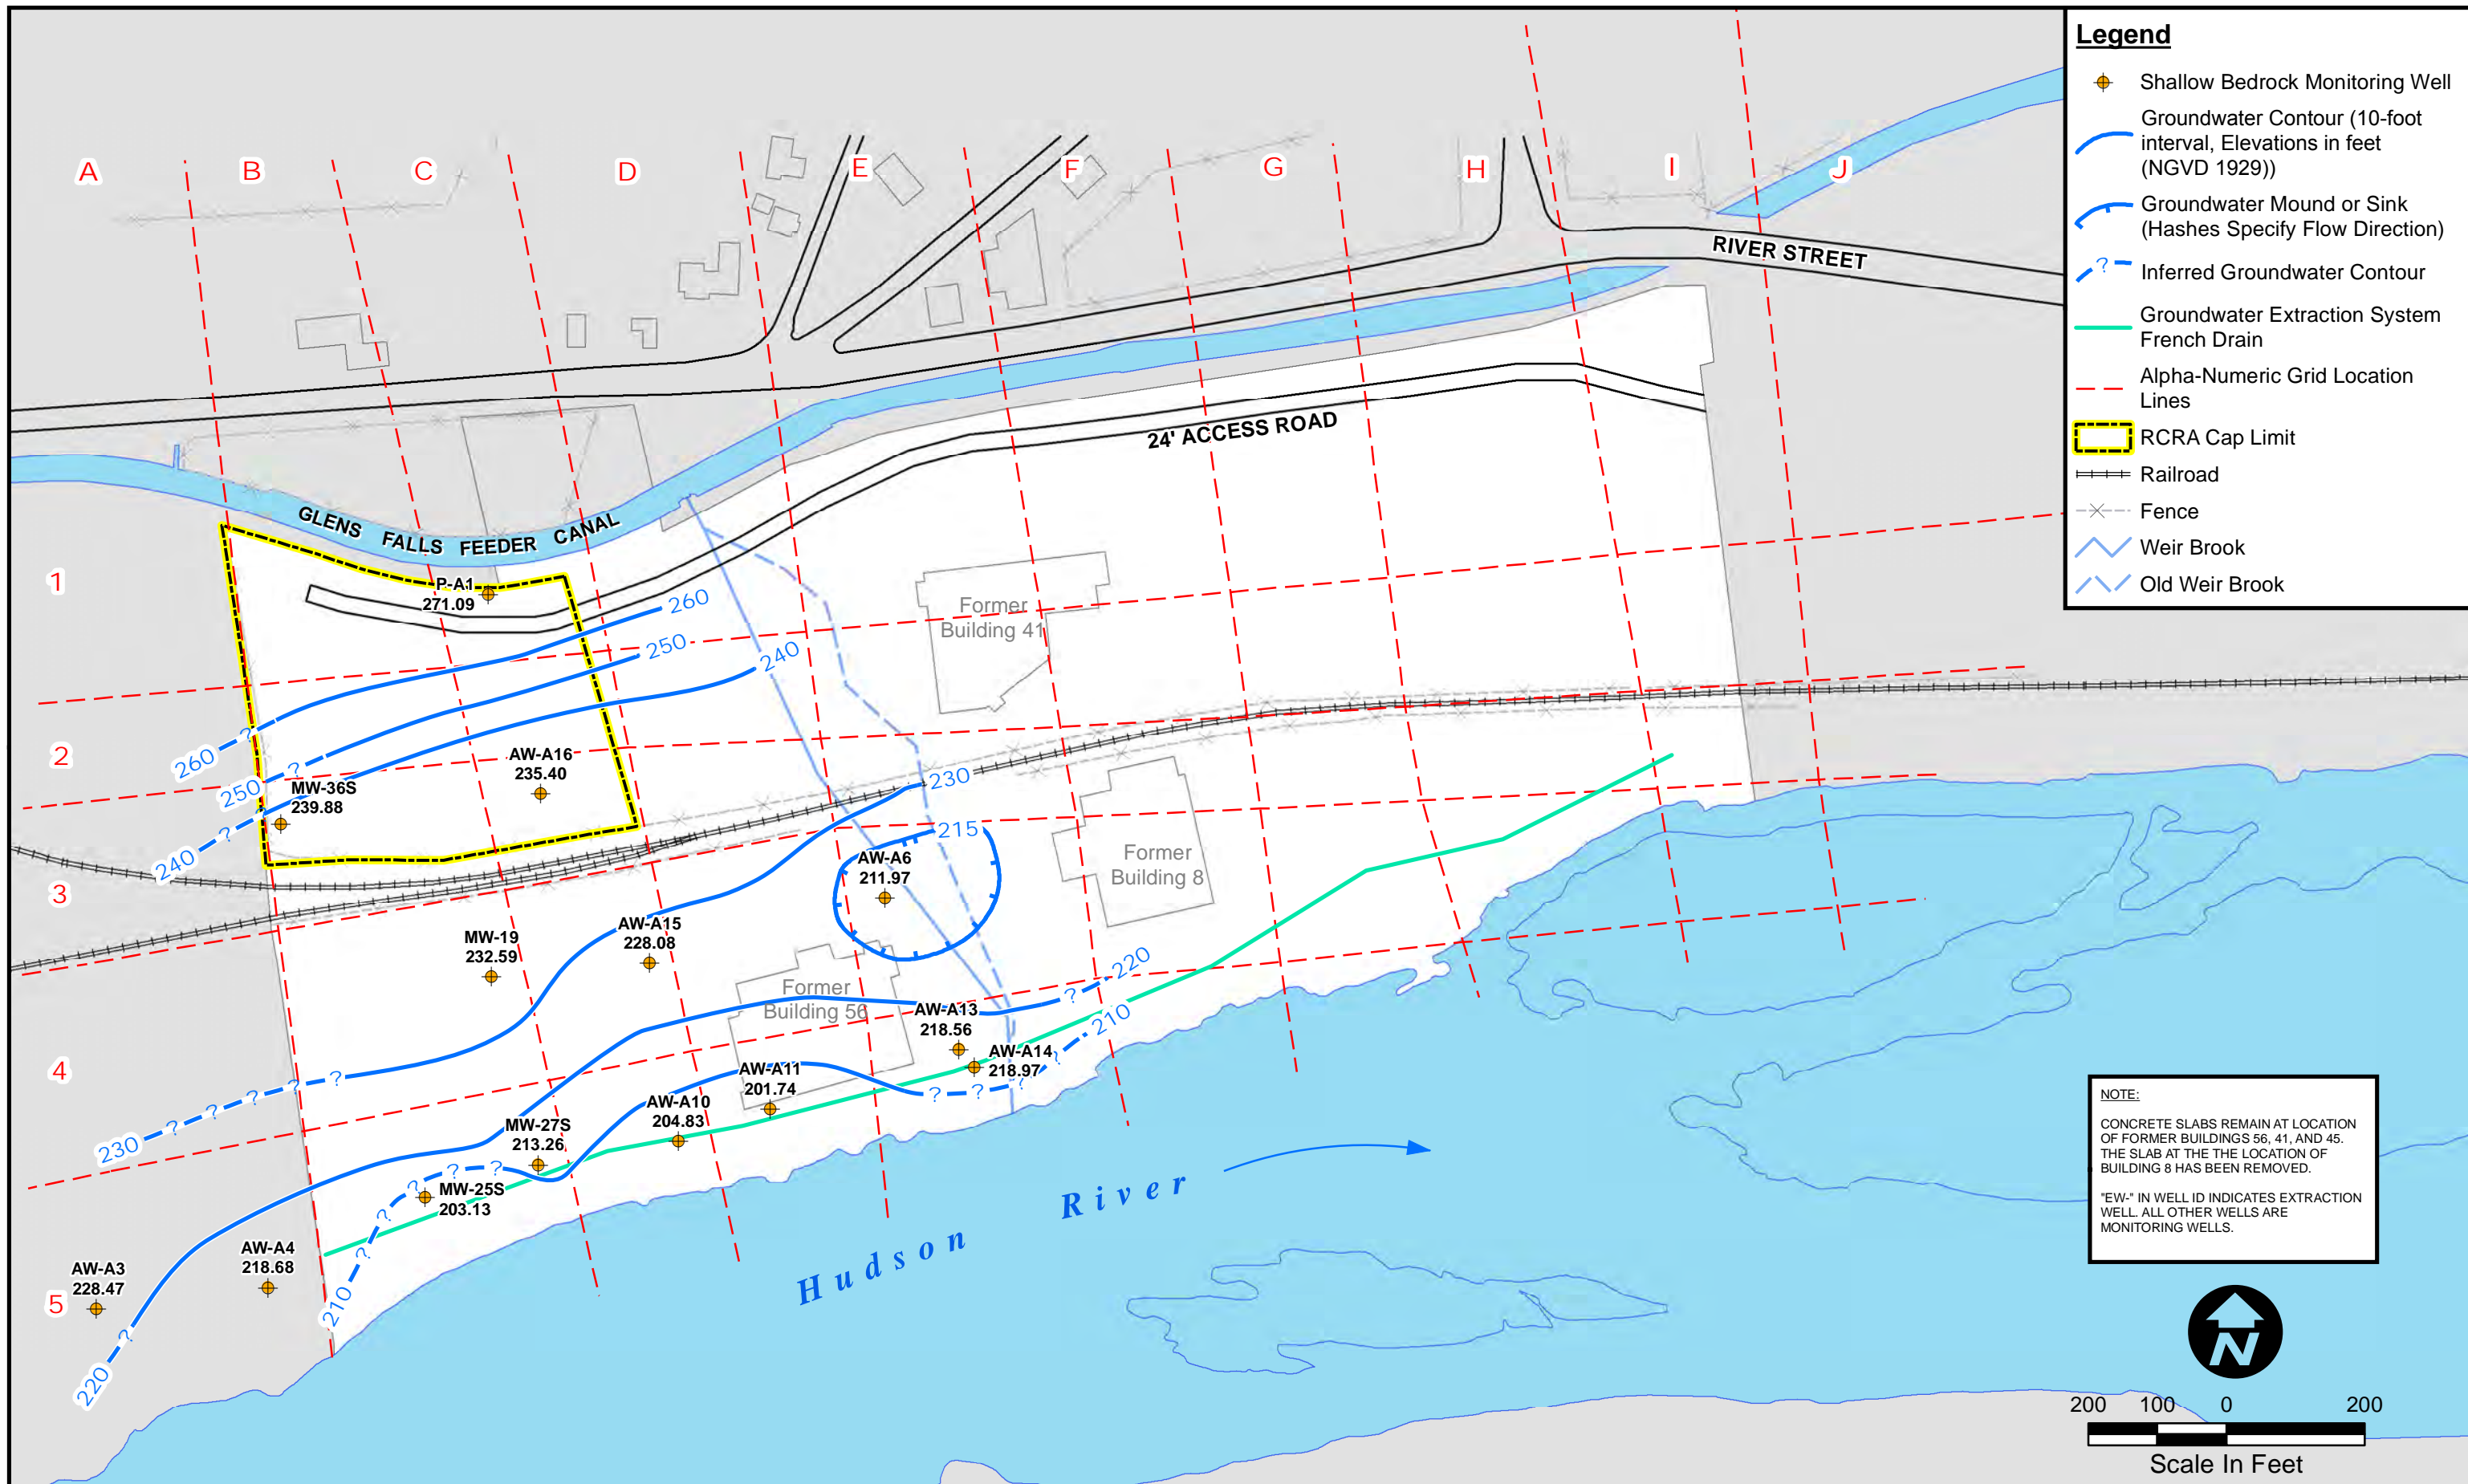 A
B
C
D
E
F
G
H
I
J
1
2
3
4
5
RIVER STREET
24' ACCESS ROAD
GLENS FALLS FEEDER CANAL
P-A1
271.09
260
250
240
Former
Building 41
260
250
240
AW-A16
235.40
MW-36S
239.88
230
215
AW-A6
211.97
Former
Building 8
AW-A15
228.08
MW-19
232.59
Former
Building 56
220
210
AW-A13
218.56
AW-A14
218.97
AW-A11
201.74
AW-A10
204.83
MW-27S
213.26
MW-25S
203.13
230
AW-A4
218.68
AW-A3
228.47
210
220
Hudson River
Legend
Shallow Bedrock Monitoring Well
Groundwater Contour (10-foot
interval, Elevations in feet
(NGVD 1929))
Groundwater Mound or Sink
(Hashes Specify Flow Direction)
?
Inferred Groundwater Contour
Groundwater Extraction System
French Drain
Alpha-Numeric Grid Location
Lines
RCRA Cap Limit
Railroad
Fence
Weir Brook
Old Weir Brook
NOTE:
CONCRETE SLABS REMAIN AT LOCATION
OF FORMER BUILDINGS 56, 41, AND 45.
THE SLAB AT THE THE LOCATION OF
BUILDING 8 HAS BEEN REMOVED.
"EW-" IN WELL ID INDICATES EXTRACTION
WELL. ALL OTHER WELLS ARE
MONITORING WELLS.
N
200 100 0 200
Scale In Feet